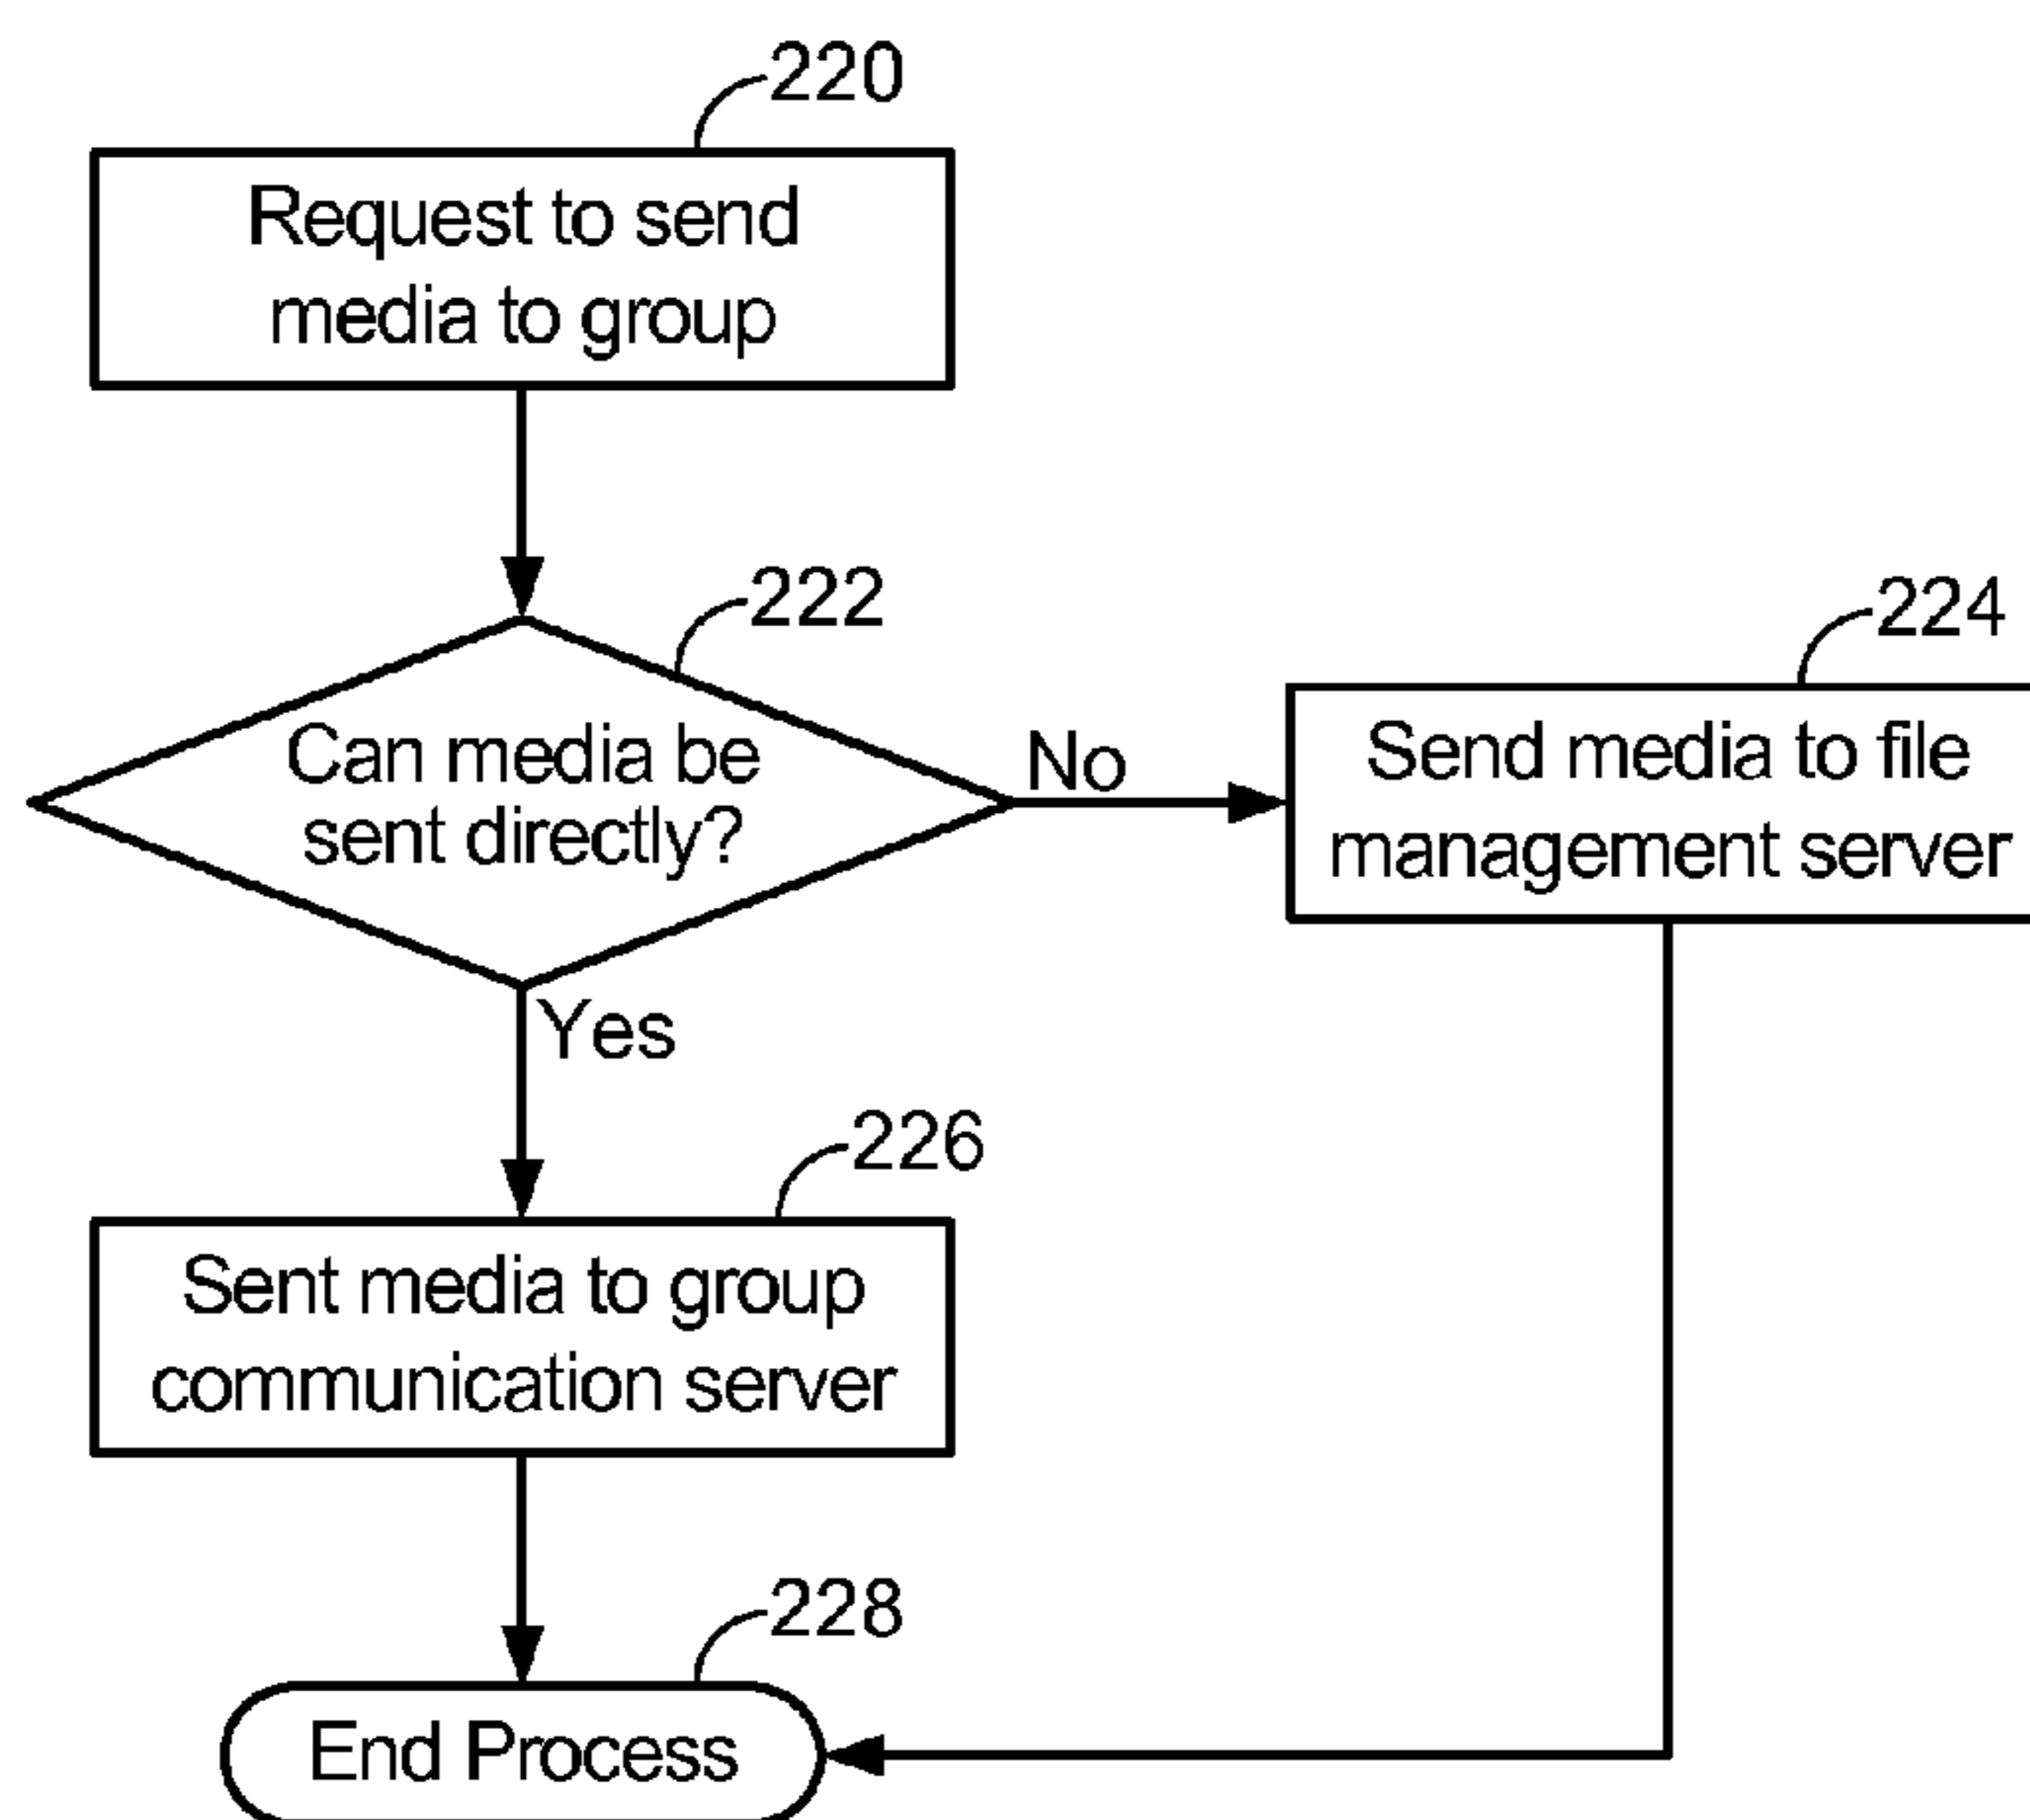 220
Request to send
media to group
222
Can media be
sent directly?
No
224
Send media to file
management server
Yes
226
Sent media to group
communication server
228
End Process